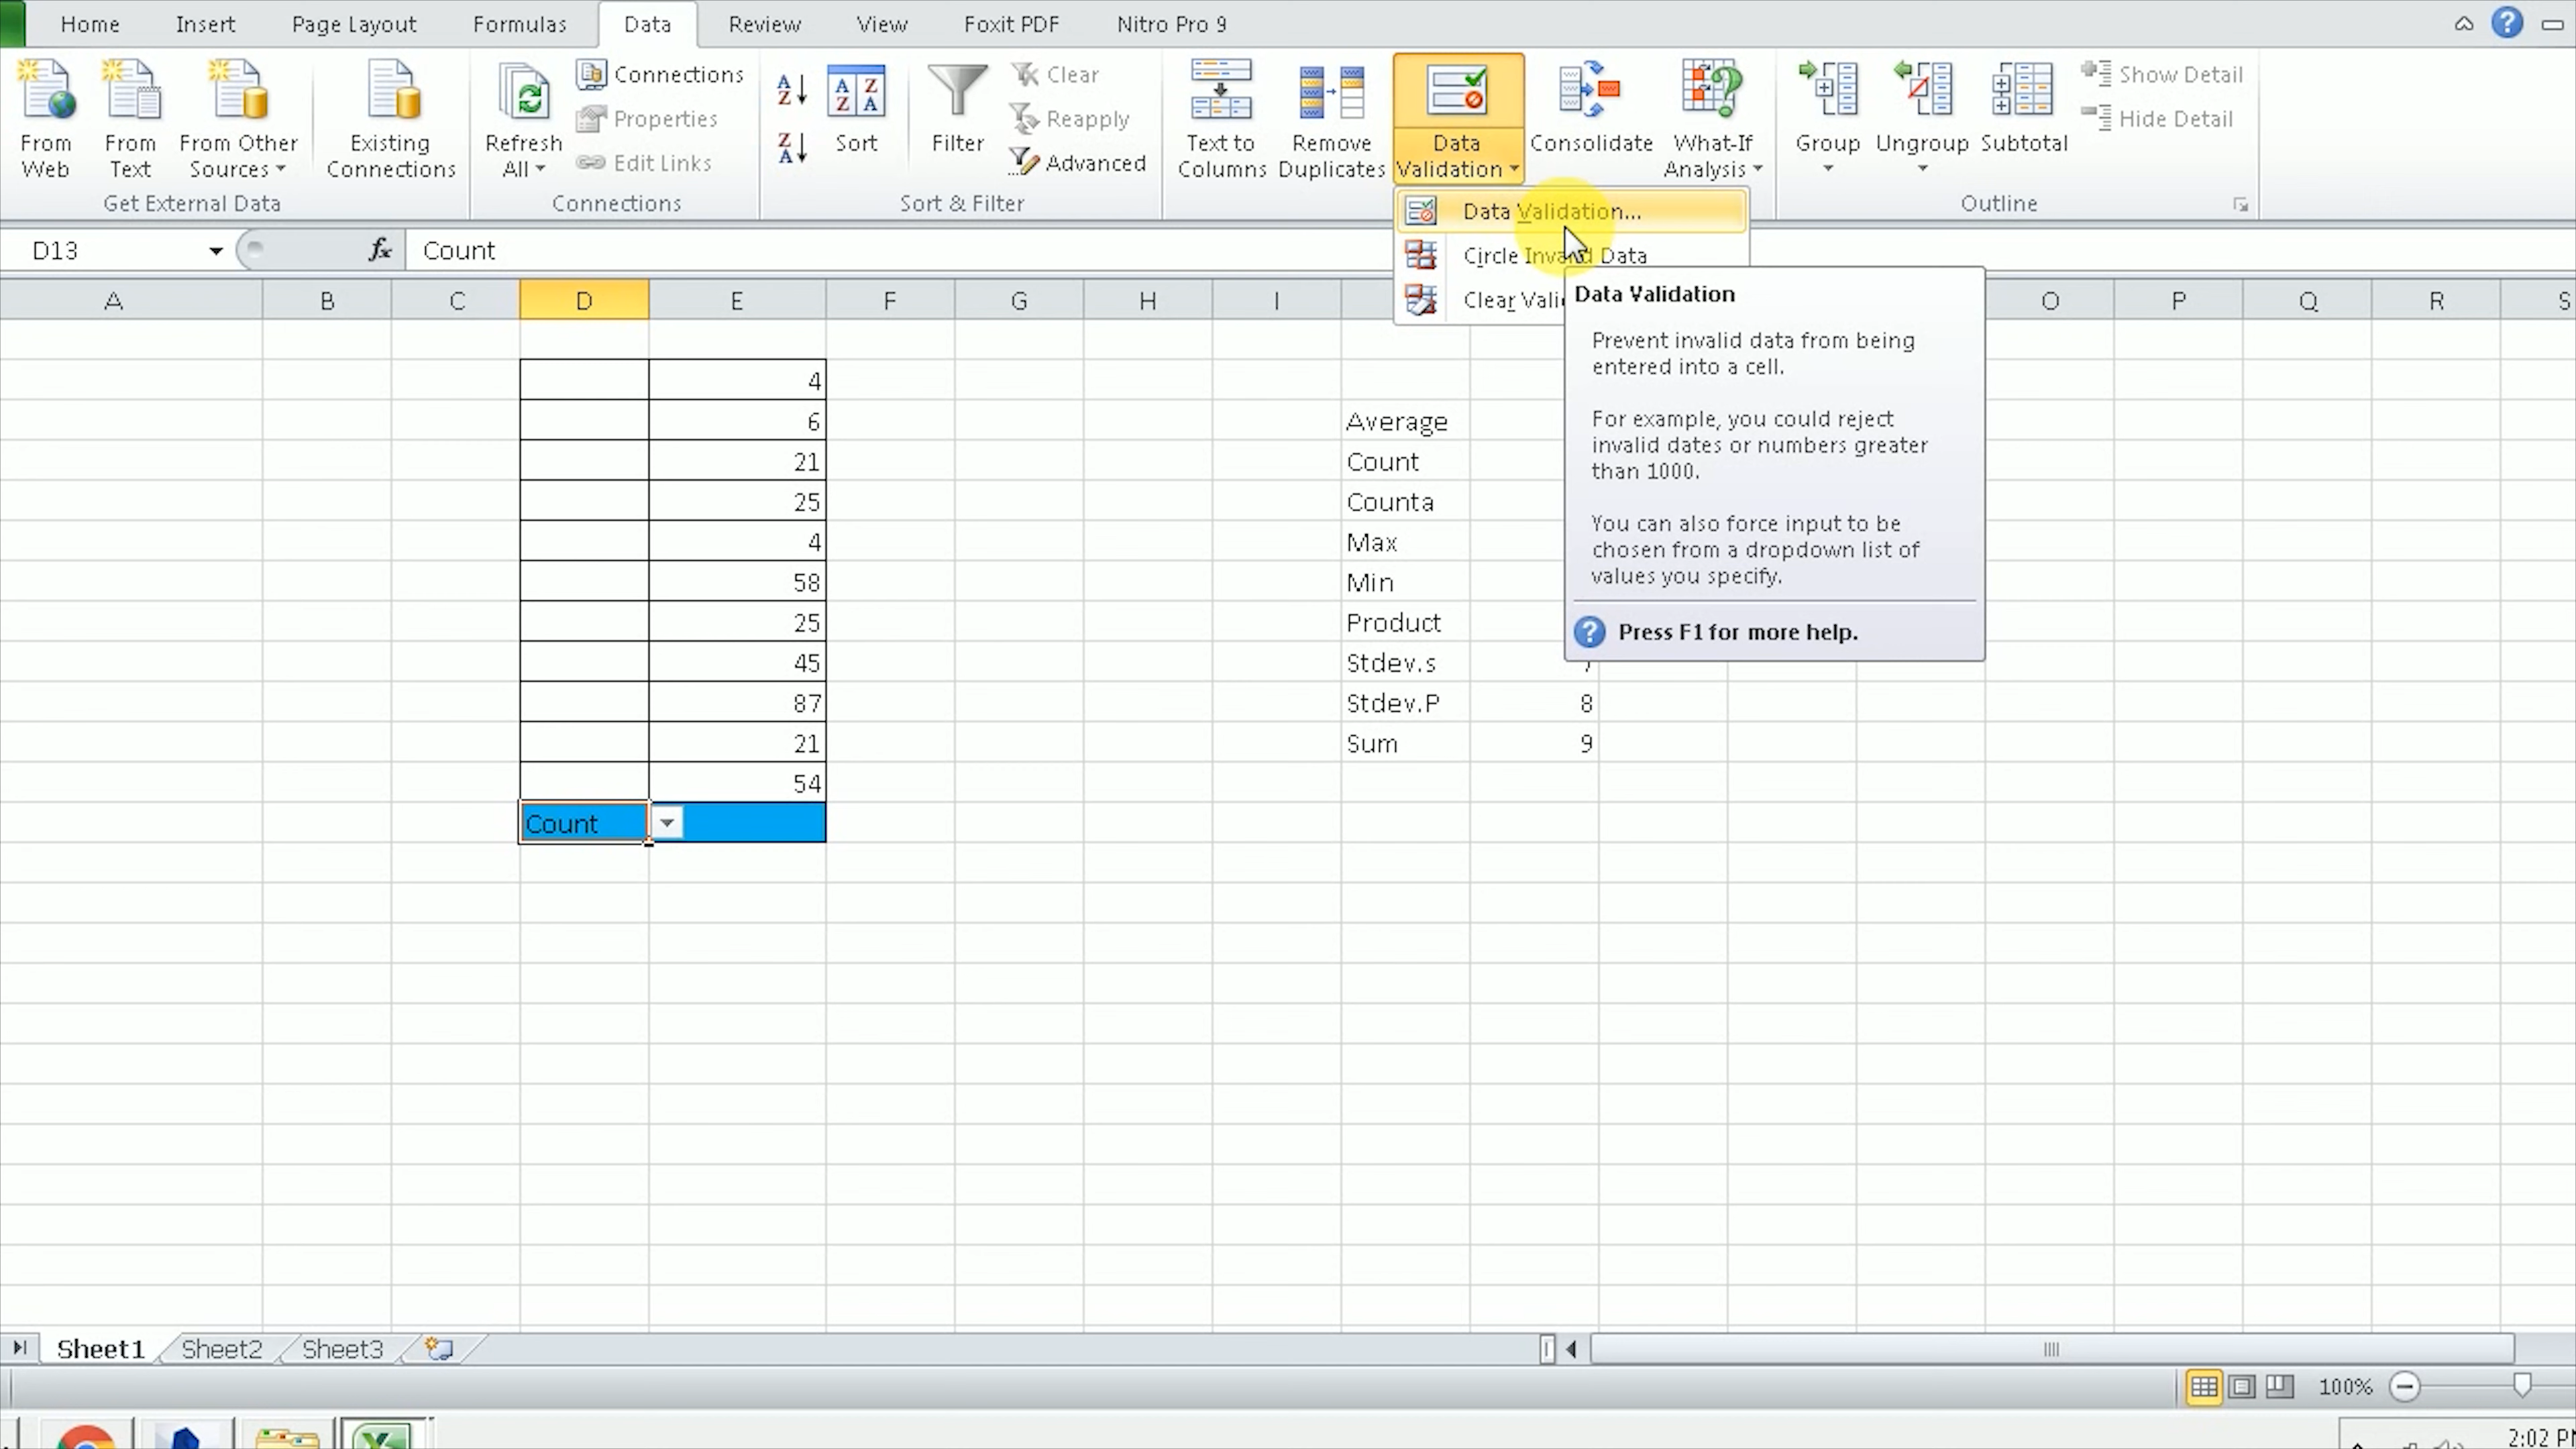 Home Insert Page Layout Formulas Data Review View Foxit PDF Nitro Pro 9
From Web
From Text
From Other Sources
Existing Connections
Get External Data
Refresh All
Connections
Properties
Edit Links
Connections
Sort
Filter
Clear
Reapply
Advanced
Sort & Filter
Text to Columns
Remove Duplicates
Data Validation
Consolidate
What-If Analysis
Group
Ungroup
Subtotal
Show Detail
Hide Detail
Outline
Data Validation...
Circle Invalid Data
Clear Vali
Data Validation
Prevent invalid data from being
entered into a cell.
For example, you could reject
invalid dates or numbers greater
than 1000.
You can also force input to be
chosen from a dropdown list of
values you specify.
Press F1 for more help.
D13 fx Count
A B C D E F G H I O P Q R S
4
6 Average
21 Count
25 Counta
4 Max
58 Min
25 Product
45 Stdev.s
87 Stdev.P 8
21 Sum 9
54
Count
Sheet1 Sheet2 Sheet3
100%
2:02